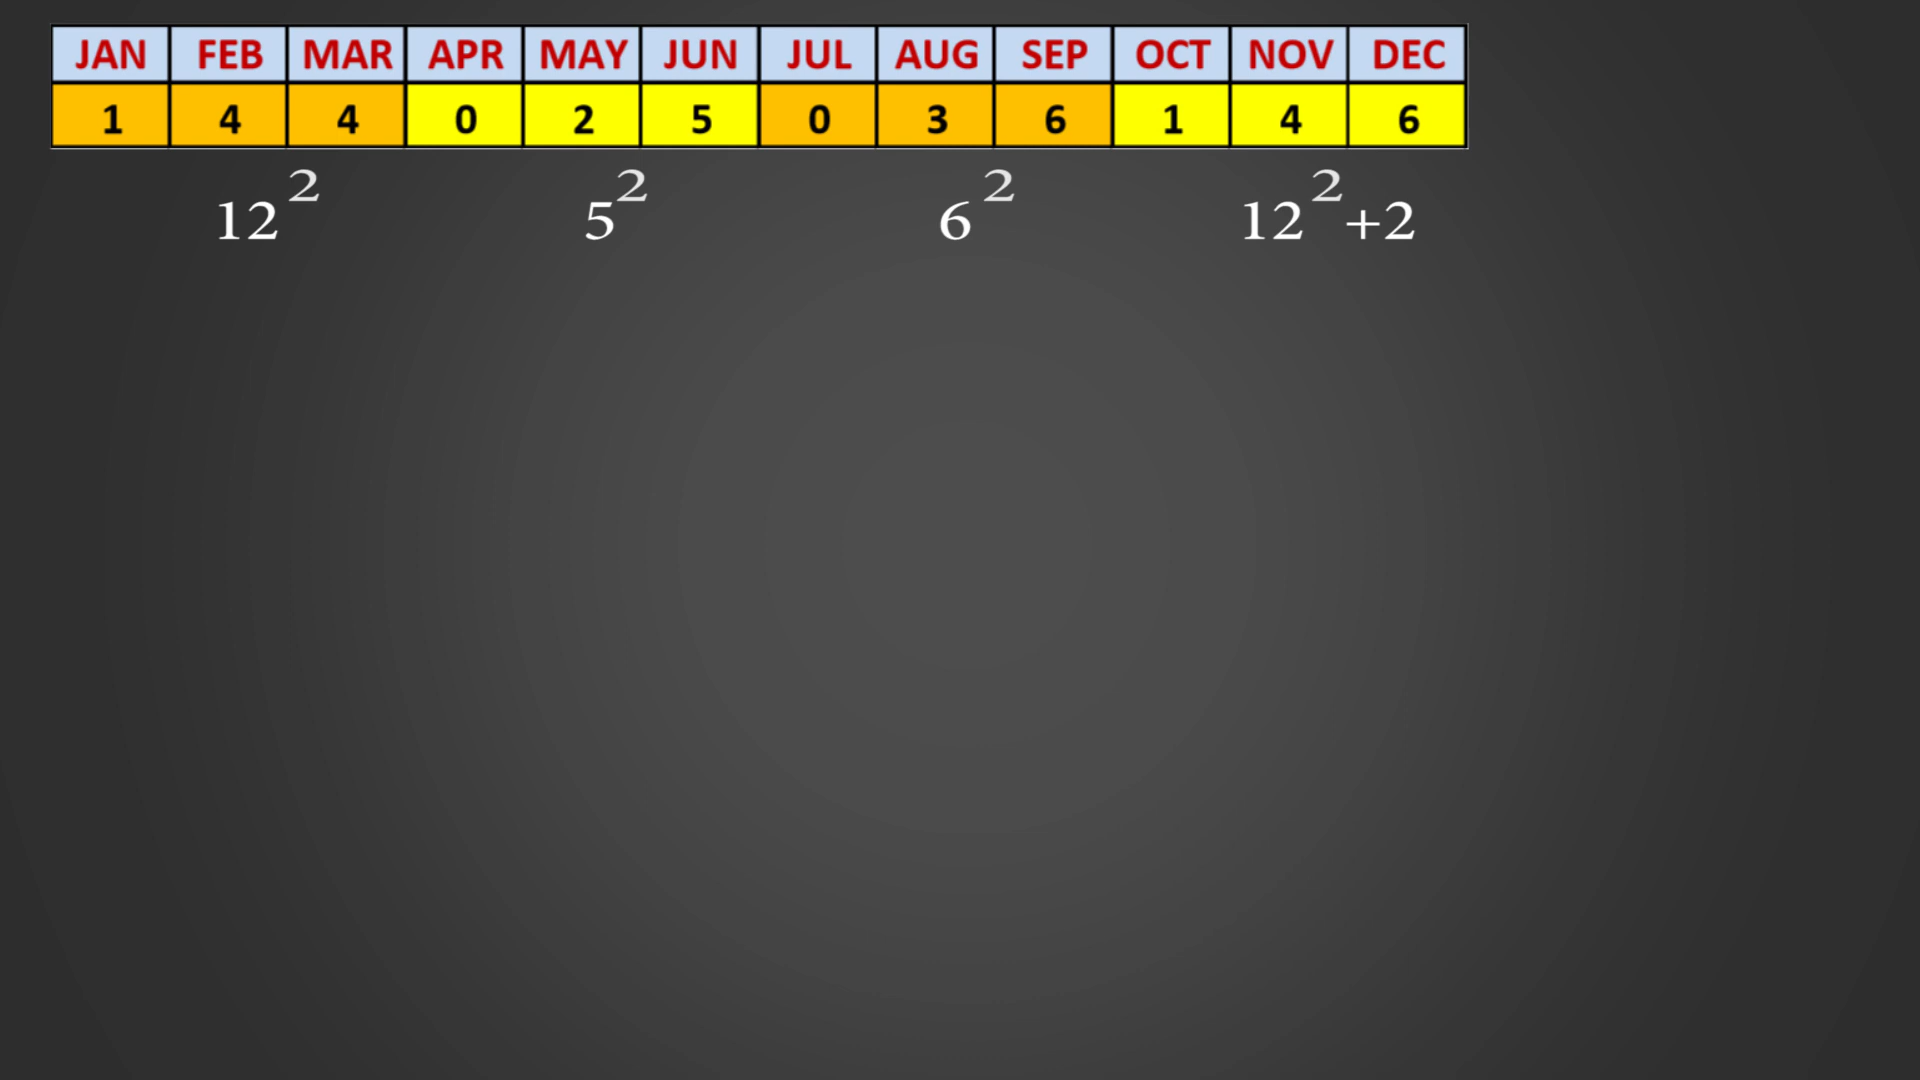 JAN FEB MAR APR MAY JUN JUL AUG SEP OCT NOV DEC
1 4 4 0 2 5 0 3 6 1 4 6
12² 5² 6² 12²+2